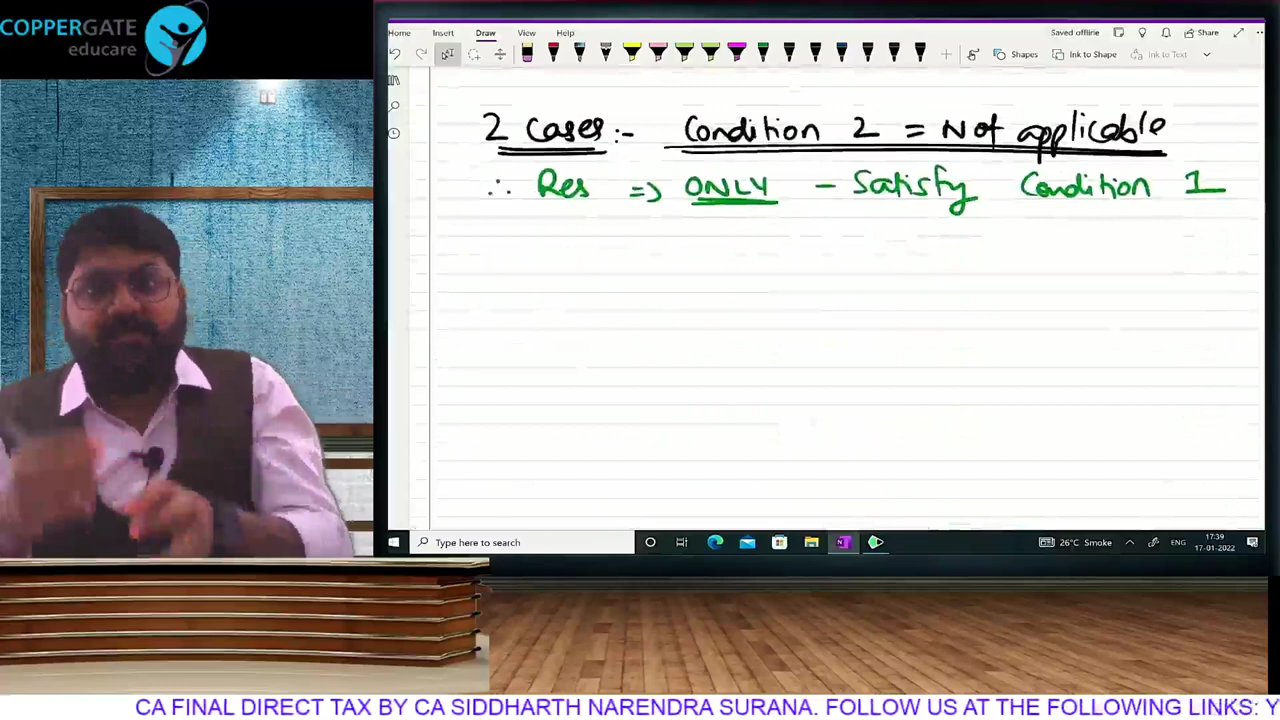 COPPERGATE
educare
Home Insert Draw View Help
Saved offline
Share
Shapes
Ink to Shape
Ink to Text
2 Cases :- Condition 2 = Not applicable
∴ Res => ONLY - Satisfy Condition 1
Type here to search
26°C Smoke
ENG
17:39
17-01-2022
CA FINAL DIRECT TAX BY CA SIDDHARTH NARENDRA SURANA. FOLLOW US AT THE FOLLOWING LINKS: Y